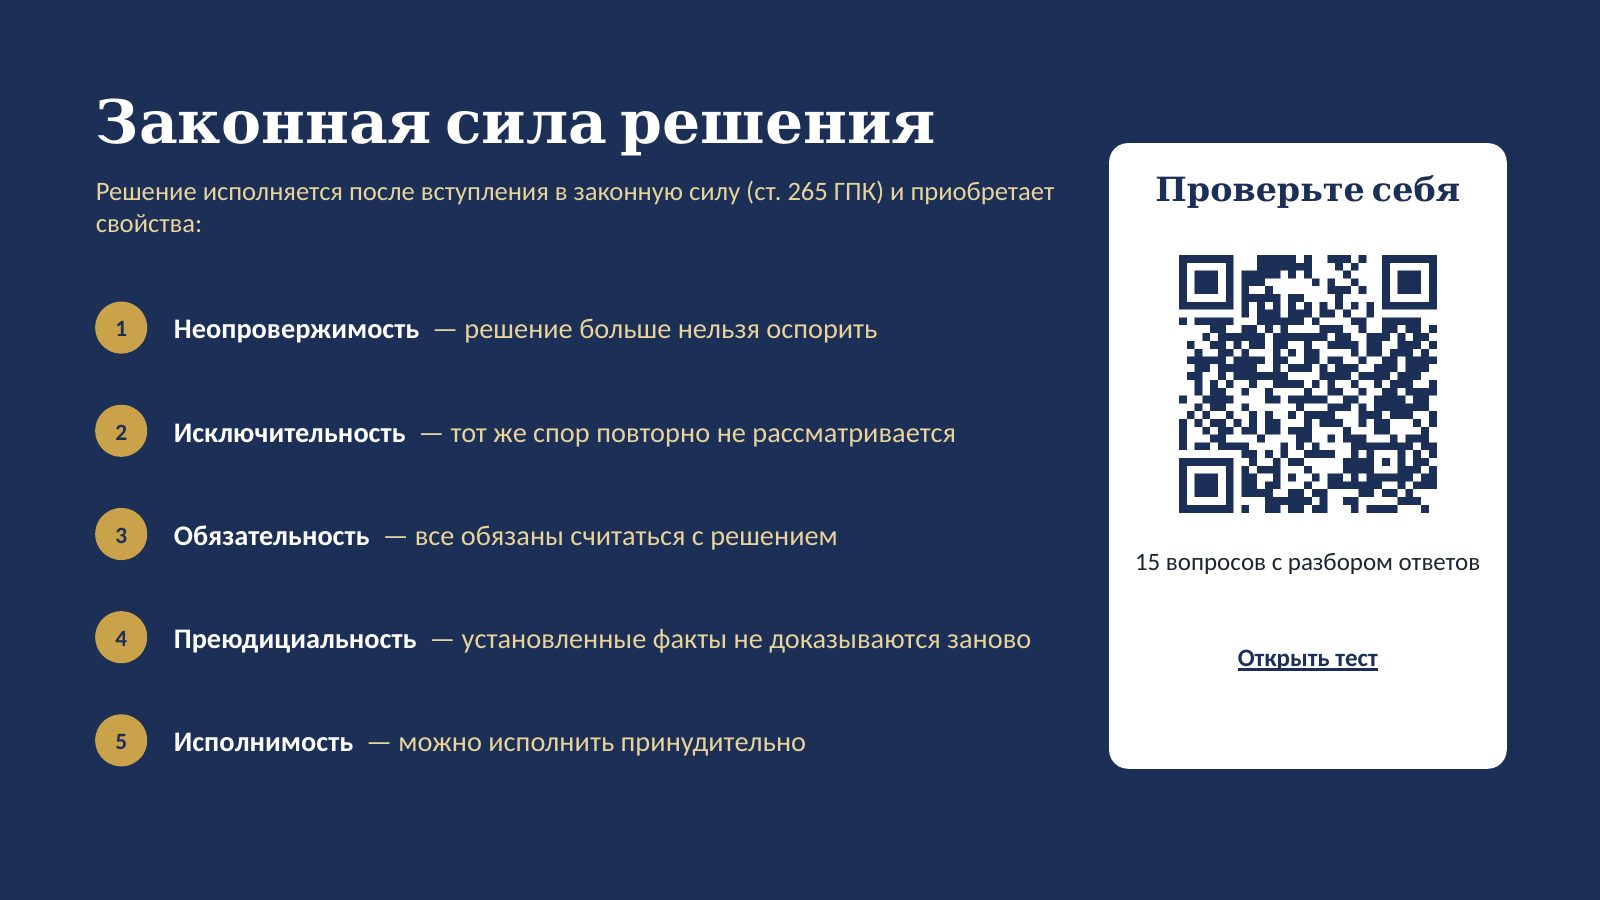 Законная сила решения
Решение исполняется после вступления в законную силу (ст. 265 ГПК) и приобретает
свойства:
1 Неопровержимость — решение больше нельзя оспорить
2 Исключительность — тот же спор повторно не рассматривается
3 Обязательность — все обязаны считаться с решением
4 Преюдициальность — установленные факты не доказываются заново
5 Исполнимость — можно исполнить принудительно
Проверьте себя
15 вопросов с разбором ответов
Открыть тест